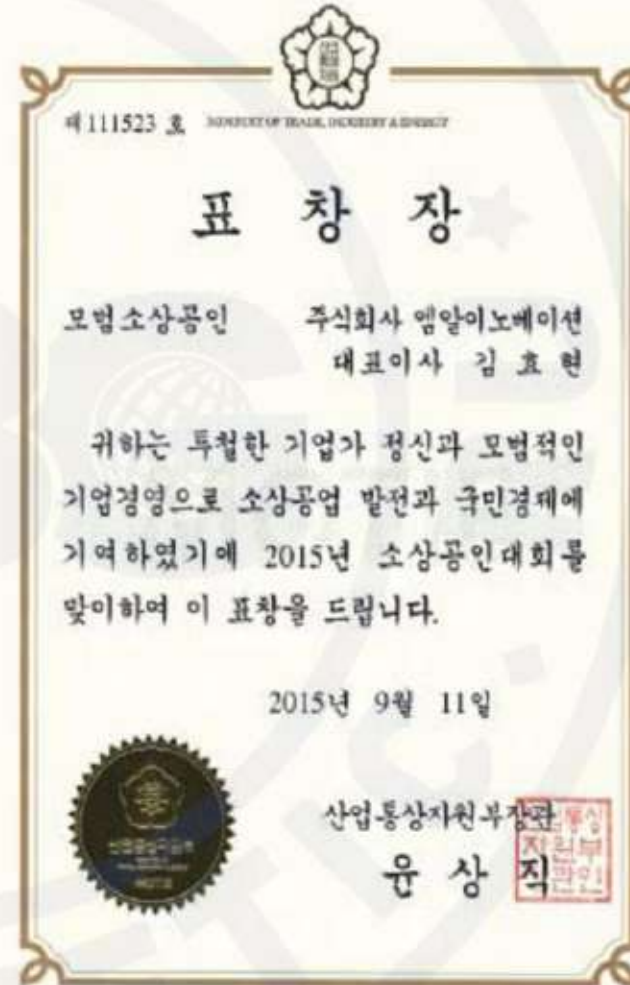 제 111523 호 MINISTRY OF TRADE, INDUSTRY & ENERGY
표 창 장
모범소상공인 주식회사 엠알이노베이션
대표이사 김 효 현
귀하는 투철한 기업가 정신과 모범적인
기업경영으로 소상공업 발전과 국민경제에
기여하였기에 2015년 소상공인대회를
맞이하여 이 표창을 드립니다.
2015년 9월 11일
산업통상자원부장관
윤 상 직